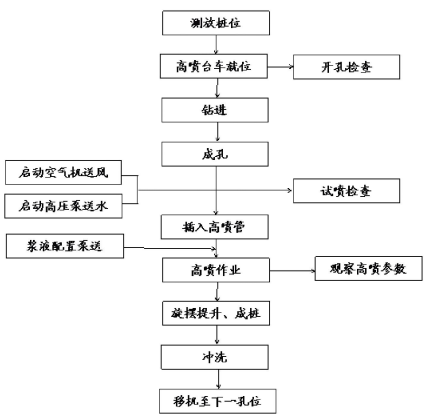 测放桩位
高喷台车就位
开孔检查
钻进
成孔
启动空气机送风
试喷检查
启动高压泵送水
插入高喷管
浆液配置泵送
高喷作业
观察高喷参数
旋摆提升、成桩
冲洗
移机至下一孔位